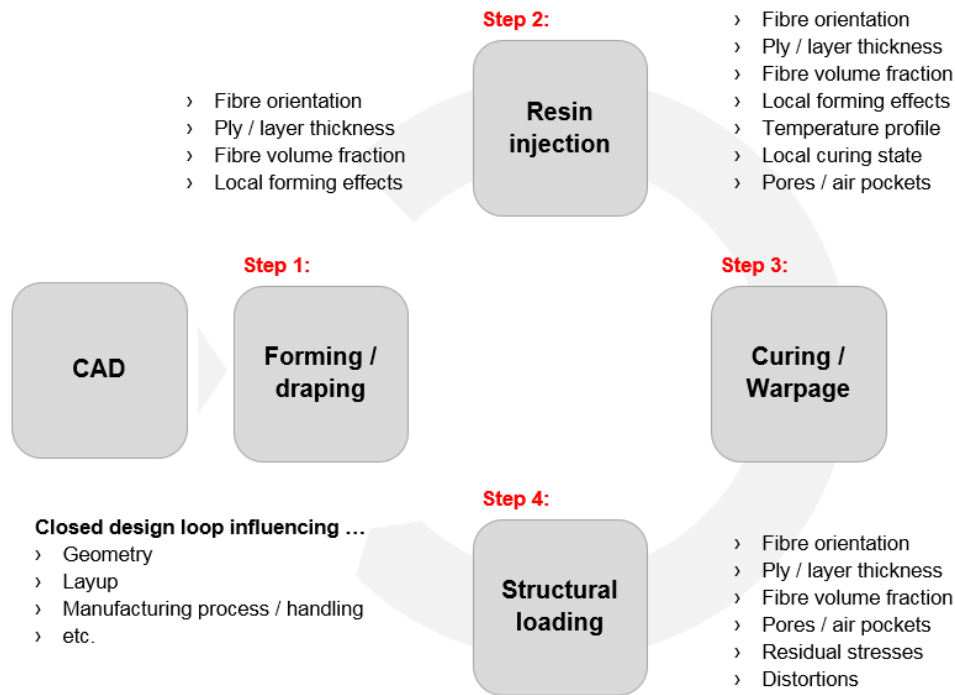 Step 2:
Resin
injection
› Fibre orientation
› Ply / layer thickness
› Fibre volume fraction
› Local forming effects
› Fibre orientation
› Ply / layer thickness
› Fibre volume fraction
› Local forming effects
› Temperature profile
› Local curing state
› Pores / air pockets
CAD
Step 1:
Forming /
draping
Step 3:
Curing /
Warpage
Step 4:
Structural
loading
Closed design loop influencing …
› Geometry
› Layup
› Manufacturing process / handling
› etc.
› Fibre orientation
› Ply / layer thickness
› Fibre volume fraction
› Pores / air pockets
› Residual stresses
› Distortions